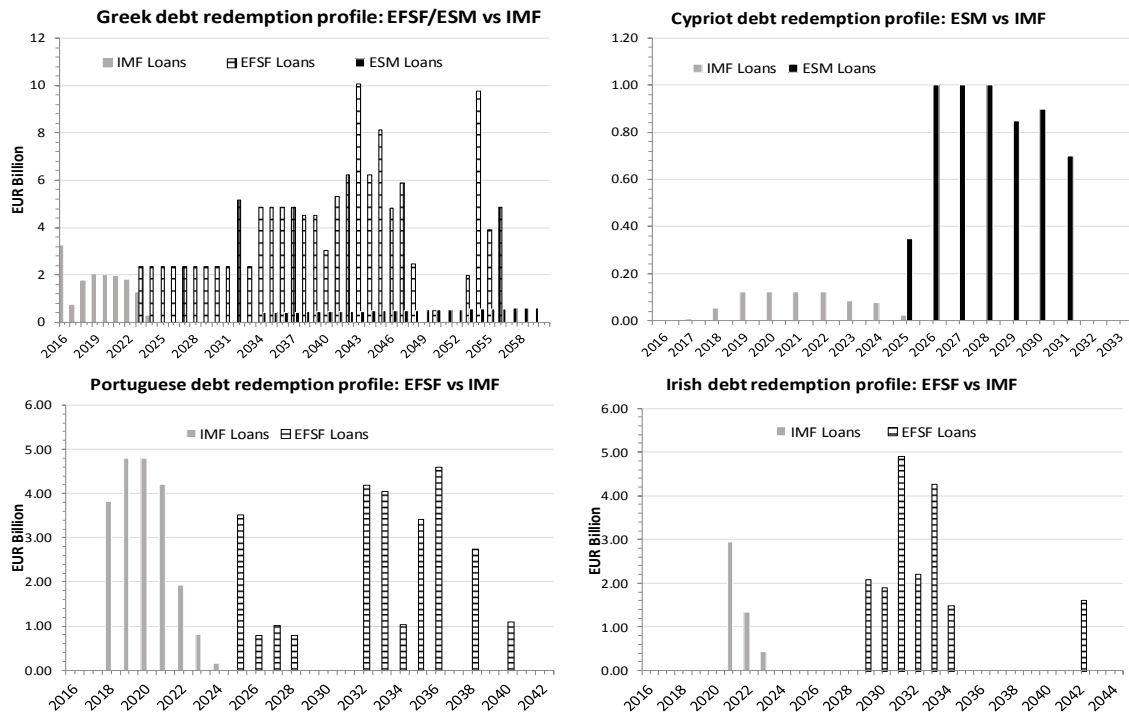 Greek debt redemption profile: EFSF/ESM vs IMF
IMF Loans EFSF Loans ESM Loans
EUR Billion
12
10
8
6
4
2
0
2016 2019 2022 2025 2028 2031 2034 2037 2040 2043 2046 2049 2052 2055 2058
Cypriot debt redemption profile: ESM vs IMF
IMF Loans ESM Loans
1.20
1.00
0.80
0.60
0.40
0.20
0.00
2016 2017 2018 2019 2020 2021 2022 2023 2024 2025 2026 2027 2028 2029 2030 2031 2032 2033
Portuguese debt redemption profile: EFSF vs IMF
IMF Loans EFSF Loans
EUR Billion
6.00
5.00
4.00
3.00
2.00
1.00
0.00
2016 2018 2020 2022 2024 2026 2028 2030 2032 2034 2036 2038 2040 2042
Irish debt redemption profile: EFSF vs IMF
IMF Loans EFSF Loans
EUR Billion
6.00
5.00
4.00
3.00
2.00
1.00
0.00
2016 2018 2020 2022 2024 2026 2028 2030 2032 2034 2036 2038 2040 2042 2044